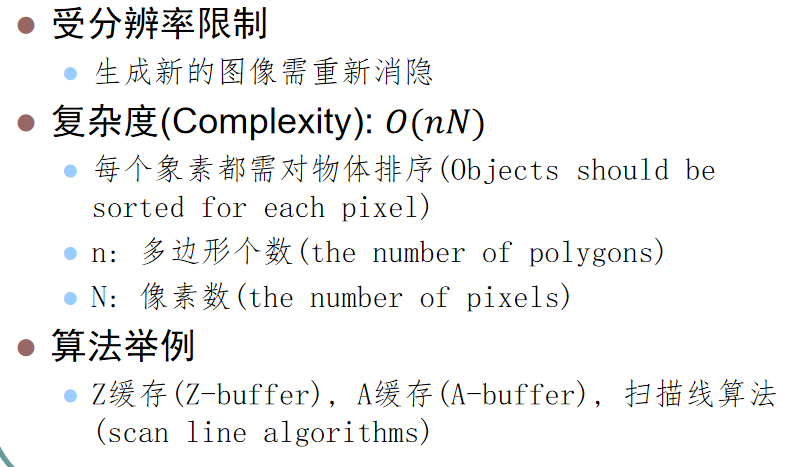 受分辨率限制
生成新的图像需重新消隐
复杂度(Complexity): O(nN)
每个象素都需对物体排序(Objects should be
sorted for each pixel)
n: 多边形个数(the number of polygons)
N: 像素数(the number of pixels)
算法举例
Z缓存(Z-buffer), A缓存(A-buffer), 扫描线算法
(scan line algorithms)